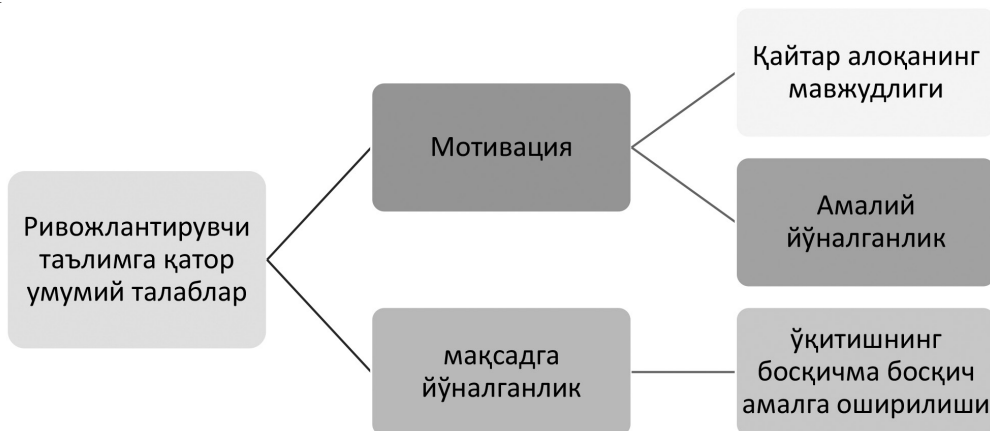 Ривожлантирувчи
таълимга қатор
умумий талаблар
Мотивация
Қайтар алоқанинг
мавжудлиги
Амалий
йўналганлик
мақсадга
йўналганлик
ўқитишнинг
босқичма босқич
амалга оширилиши